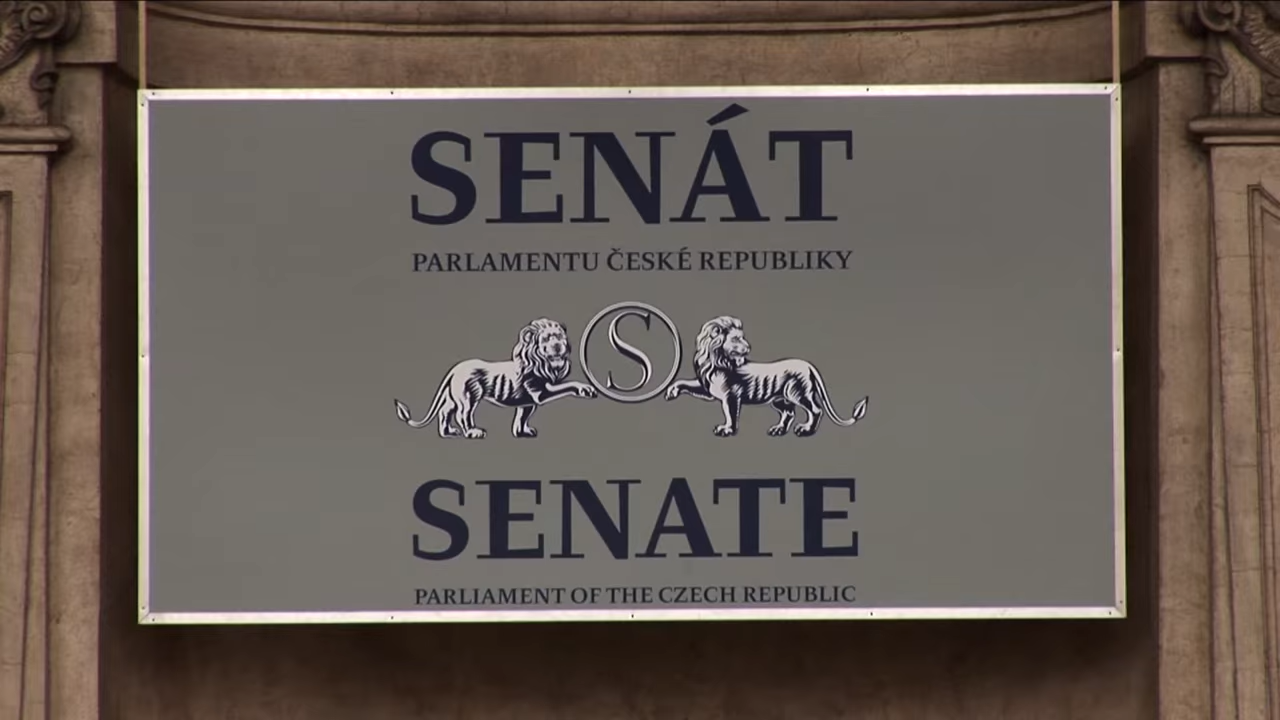 SENÁT
PARLAMENTU ČESKÉ REPUBLIKY
S
SENATE
PARLIAMENT OF THE CZECH REPUBLIC